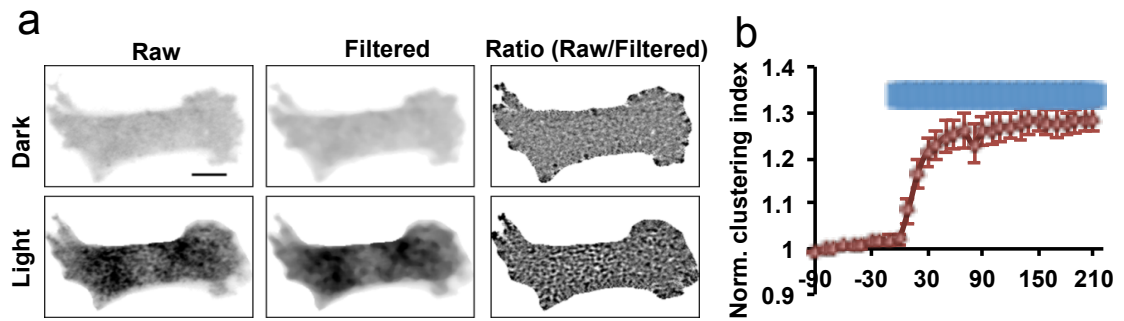 a
Raw
Filtered
Ratio (Raw/Filtered)
Dark
Light
b
Norm. clustering index
1.4
1.3
1.2
1.1
1
0.9
-90 -30 30 90 150 210